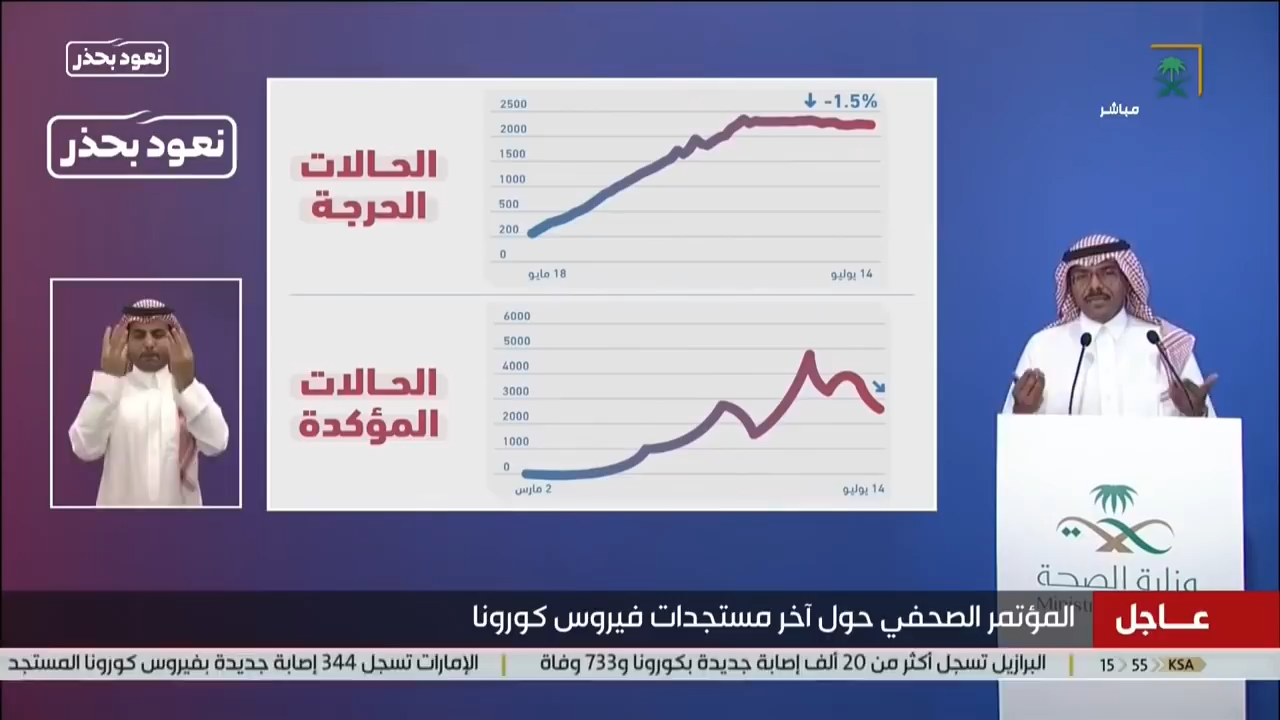 نعود بحذر
نعود بحذر
مباشر
الحالات
الحرجة
-1.5%
2500
2000
1500
1000
500
200
0
18 مايو
14 يوليو
الحالات
المؤكدة
6000
5000
4000
3000
2000
1000
0
2 مارس
14 يوليو
وزارة الصحة
عاجل
المؤتمر الصحفي حول آخر مستجدات فيروس كورونا
KSA 15 55
البرازيل تسجل أكثر من 20 ألف إصابة جديدة بكورونا و733 وفاة
الإمارات تسجل 344 إصابة جديدة بفيروس كورونا المستجد